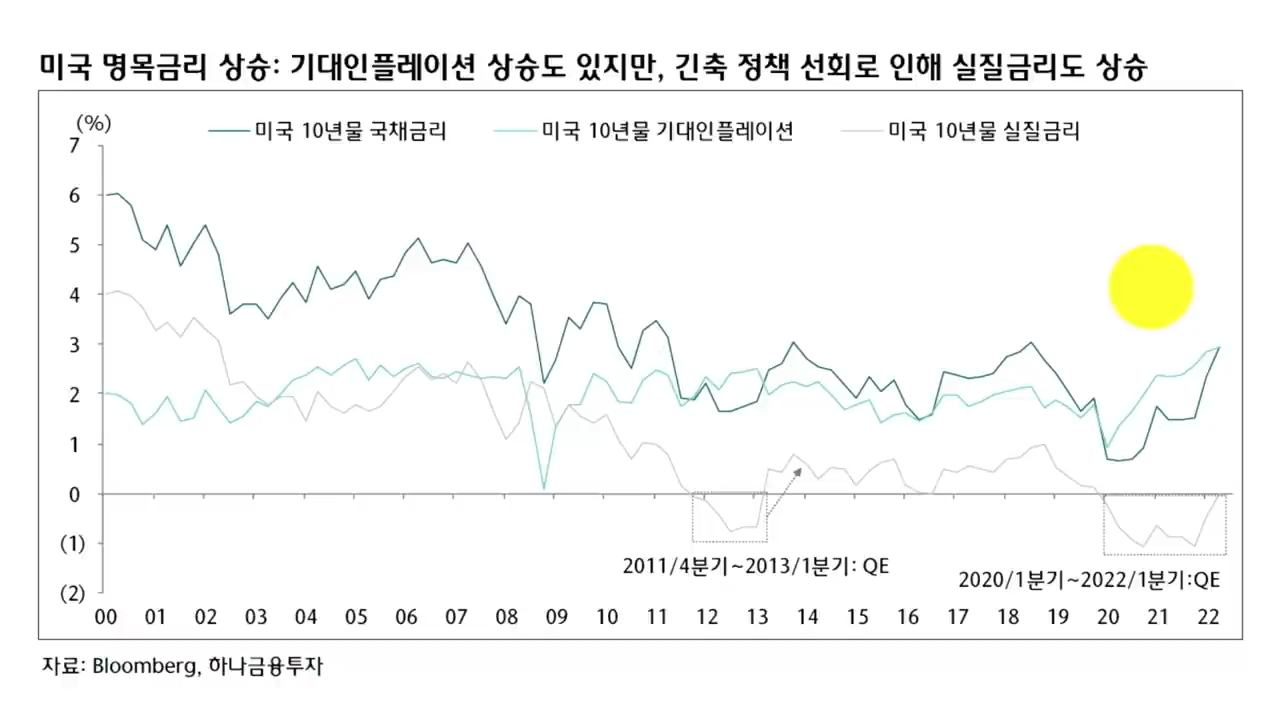 미국 명목금리 상승: 기대인플레이션 상승도 있지만, 긴축 정책 선회로 인해 실질금리도 상승
(%)
미국 10년물 국채금리 미국 10년물 기대인플레이션 미국 10년물 실질금리
7
6
5
4
3
2
1
0
(1)
(2)
2011/4분기~2013/1분기: QE
2020/1분기~2022/1분기:QE
00 01 02 03 04 05 06 07 08 09 10 11 12 13 14 15 16 17 18 19 20 21 22
자료: Bloomberg, 하나금융투자